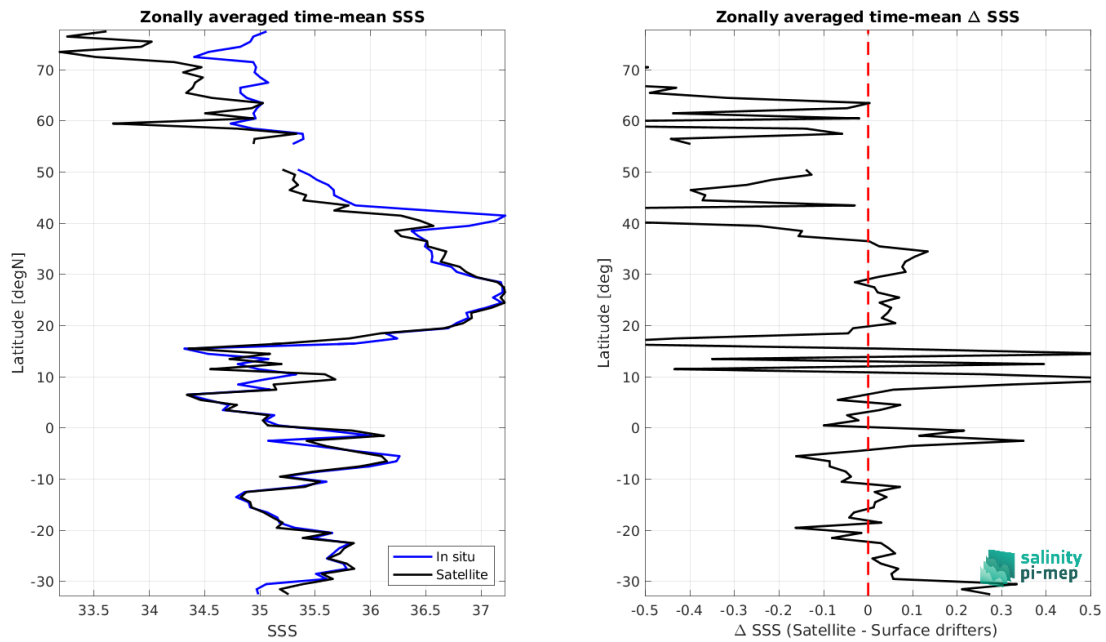 Zonally averaged time-mean SSS
Latitude [degN]
70
60
50
40
30
20
10
0
-10
-20
-30
33.5 34 34.5 35 35.5 36 36.5 37
SSS
In situ
Satellite
Zonally averaged time-mean Δ SSS
Latitude [deg]
70
60
50
40
30
20
10
0
-10
-20
-30
-0.5 -0.4 -0.3 -0.2 -0.1 0 0.1 0.2 0.3 0.4 0.5
Δ SSS (Satellite - Surface drifters)
salinity
pi-mep